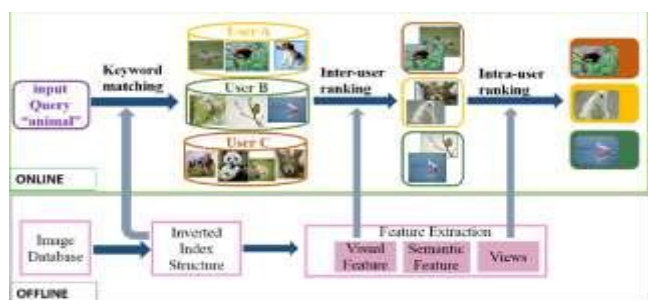 User A
Keyword
matching
Inter-user
ranking
Intra-user
ranking
input
Query
“animal”
User B
User C
ONLINE
Image
Database
Inverted
Index
Structure
Feature Extraction
Visual
Feature
Semantic
Feature
Views
OFFLINE